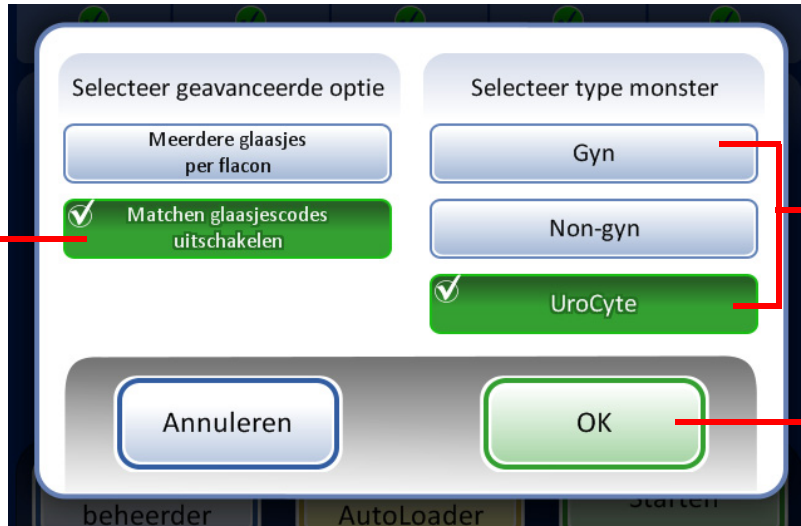 Selecteer geavanceerde optie
Meerdere glaasjes
per flacon
Matchen glaasjescodes
uitschakelen
Selecteer type monster
Gyn
Non-gyn
UroCyte
Annuleren
OK
beheerder
AutoLoader
Starten